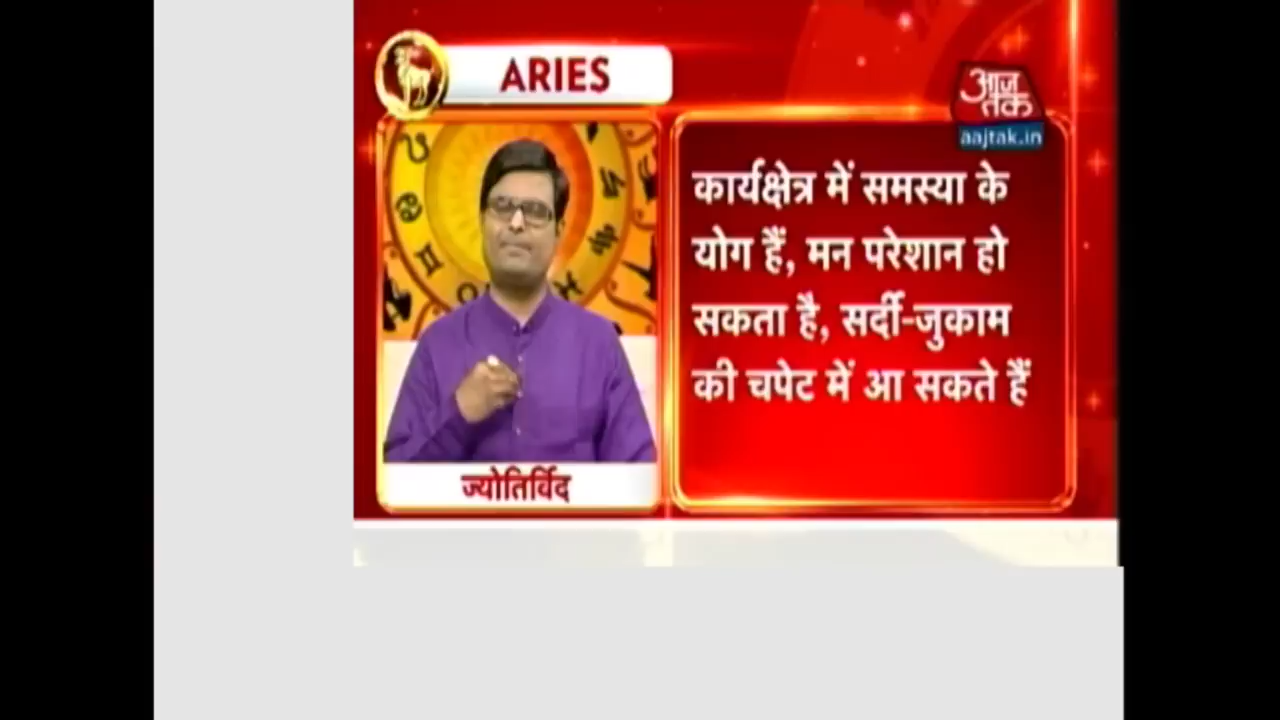 ARIES
आज
तक
aajtak.in
कार्यक्षेत्र में समस्या के
योग हैं, मन परेशान हो
सकता है, सर्दी-जुकाम
की चपेट में आ सकते हैं
ज्योतिर्विद